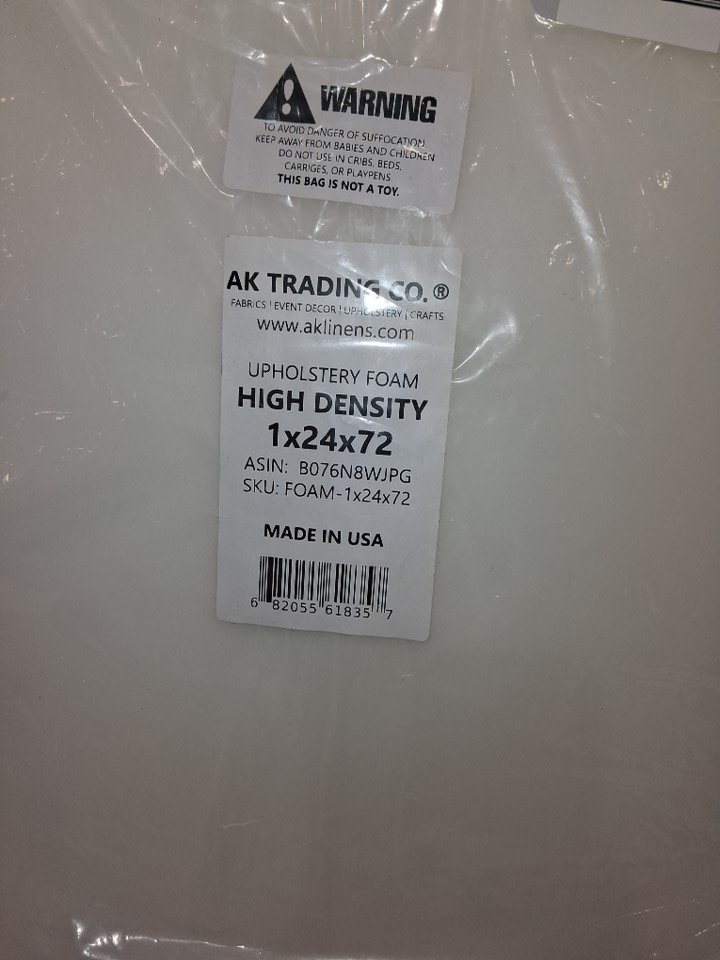 WARNING
TO AVOID DANGER OF SUFFOCATION,
KEEP AWAY FROM BABIES AND CHILDREN
DO NOT USE IN CRIBS, BEDS,
CARRIGES, OR PLAYPENS
THIS BAG IS NOT A TOY.
AK TRADING CO.®
FABRICS | EVENT DECOR | UPHOLSTERY | CRAFTS
www.aklinens.com
UPHOLSTERY FOAM
HIGH DENSITY
1x24x72
ASIN: B076N8WJPG
SKU: FOAM-1x24x72
MADE IN USA
6 82055 61835 7